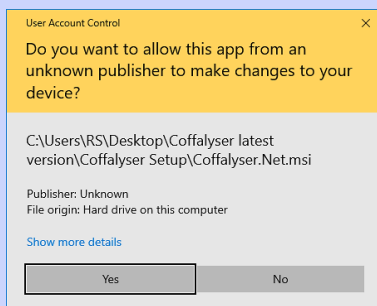 User Account Control
Do you want to allow this app from an
unknown publisher to make changes to your
device?
C:\Users\RS\Desktop\Coffalyser latest
version\Coffalyser Setup\Coffalyser.Net.msi
Publisher: Unknown
File origin: Hard drive on this computer
Show more details
Yes
No